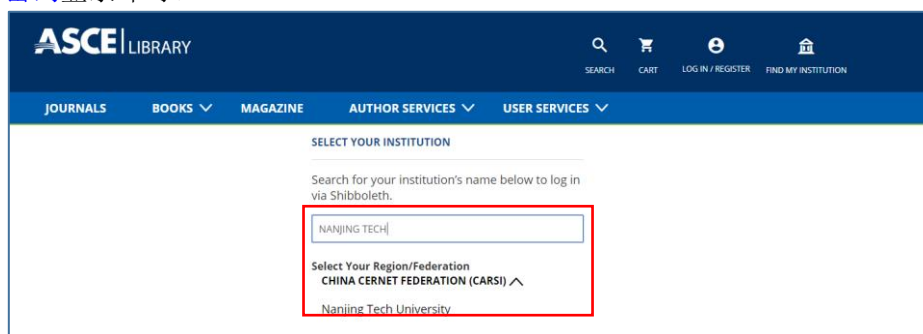 ASCE LIBRARY
SEARCH CART LOG IN / REGISTER FIND MY INSTITUTION
JOURNALS BOOKS MAGAZINE AUTHOR SERVICES USER SERVICES
SELECT YOUR INSTITUTION
Search for your institution's name below to log in
via Shibboleth.
NANJING TECH
Select Your Region/Federation
CHINA CERNET FEDERATION (CARSI)
Nanjing Tech University